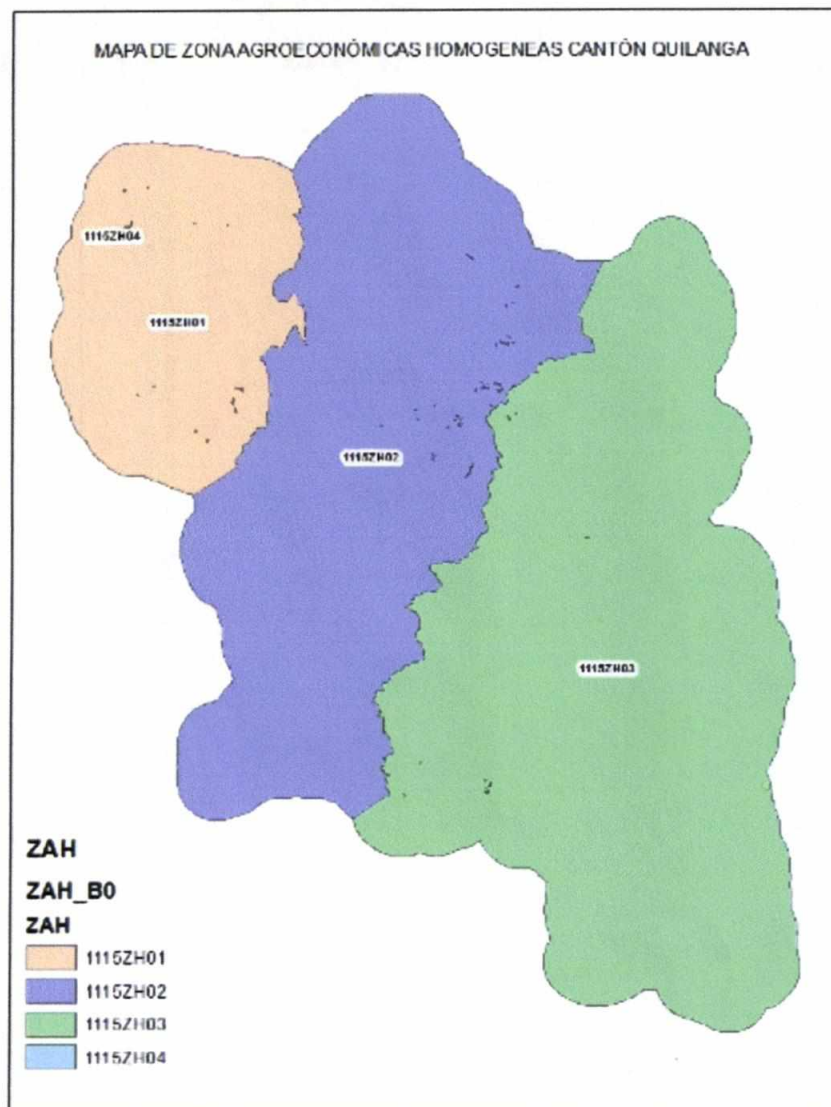 MAPA DE ZONA AGROECONÓMICAS HOMOGENEAS CANTÓN QUILANGA
1115ZH04
1115ZH01
1115ZH02
1115ZH03
ZAH
ZAH_B0
ZAH
1115ZH01
1115ZH02
1115ZH03
1115ZH04